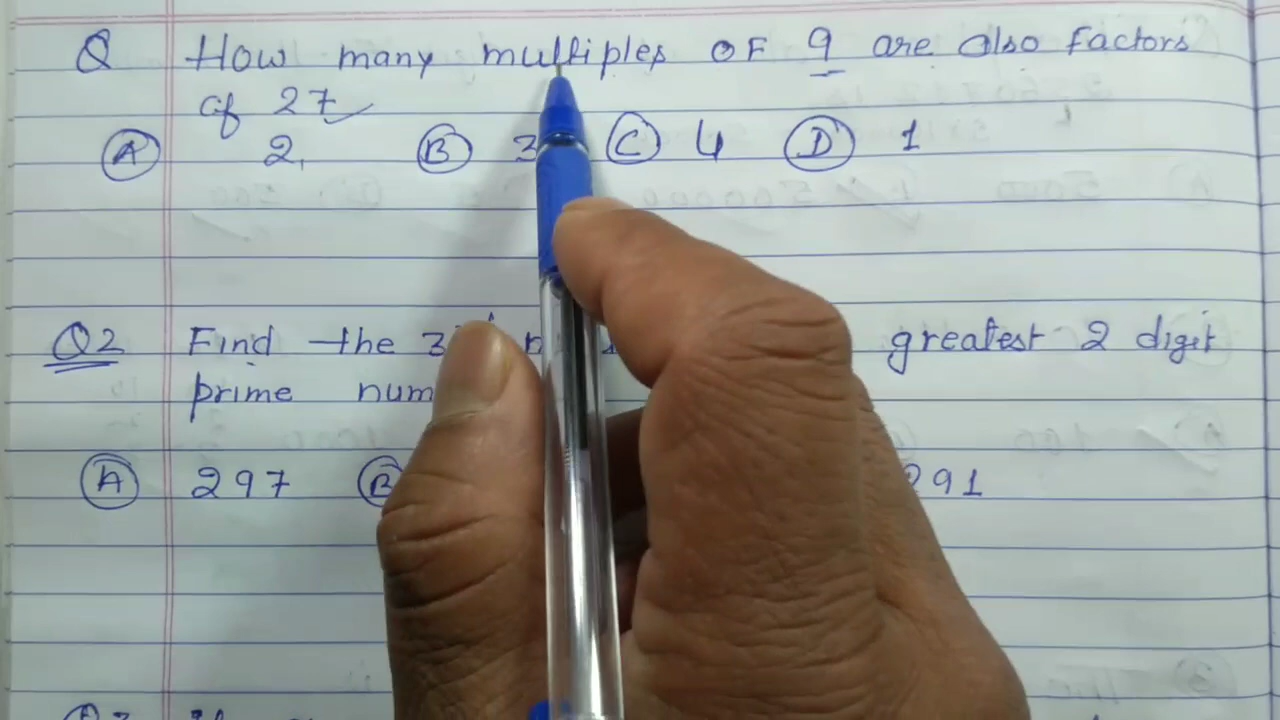 Q How many multiples OF 9 are also factors
of 27
A 2, B 3 C 4 D 1
Q2 Find the greatest 2 digit
prime
A 297 B 291